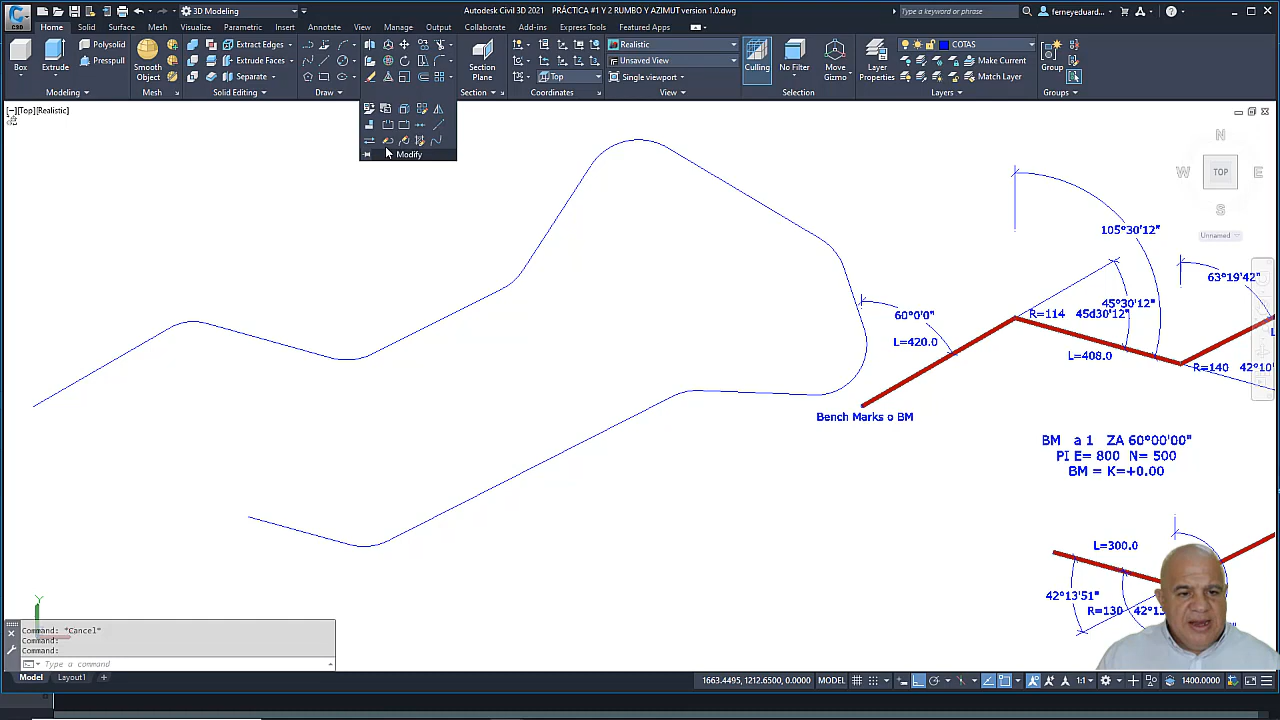 C3D 3D Modeling Autodesk Civil 3D 2021 PRÁCTICA #1 Y 2 RUMBO Y AZIMUT version 1.0.dwg Type a keyword or phrase ferneyeduard...
Home Solid Surface Mesh Visualize Parametric Insert Annotate View Manage Output Collaborate Add-ins Express Tools Featured Apps
Box Extrude Polysolid Presspull Smooth Object Extract Edges Extrude Faces Separate Section Plane Top Realistic Unsaved View Single viewport Culling No Filter Move Gizmo Layer Properties COTAS Make Current Match Layer Group
Modeling Mesh Solid Editing Draw Coordinates View Layers Groups
[−][Top][Realistic]
Modify
N
W TOP E
S
Unnamed
105°30'12"
63°19'42"
45°30'12"
60°0'0" R=114 45d30'12"
L=420.0 L=408.0
R=140 42°10'
Bench Marks o BM
BM a 1 ZA 60°00'00"
PI E= 800 N= 500
BM = K=+0.00
L=300.0
42°13'51"
R=130 42°13'
Command: *Cancel*
Command:
Command:
Type a command
Model Layout1 + 1663.4495, 1212.6500, 0.0000 MODEL 1:1 1400.0000